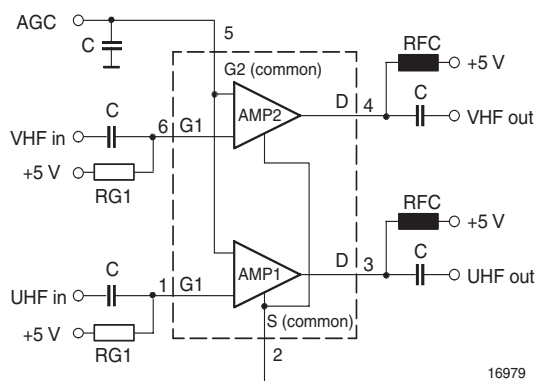 AGC
C
5
G2 (common)
RFC
+5 V
C
D
4
AMP2
VHF in
C
6
G1
VHF out
+5 V
RG1
RFC
+5 V
C
D
3
AMP1
UHF in
C
1
G1
UHF out
S (common)
+5 V
RG1
2
16979